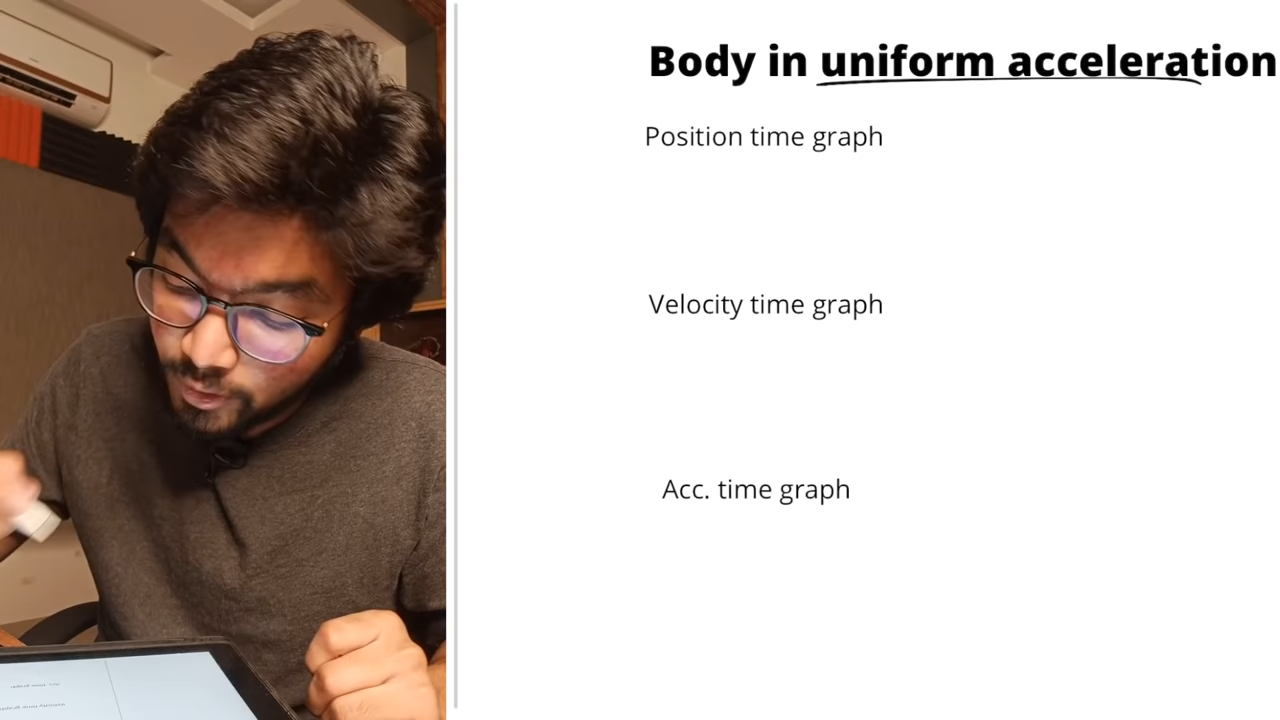 Body in uniform acceleration
Position time graph
Velocity time graph
Acc. time graph